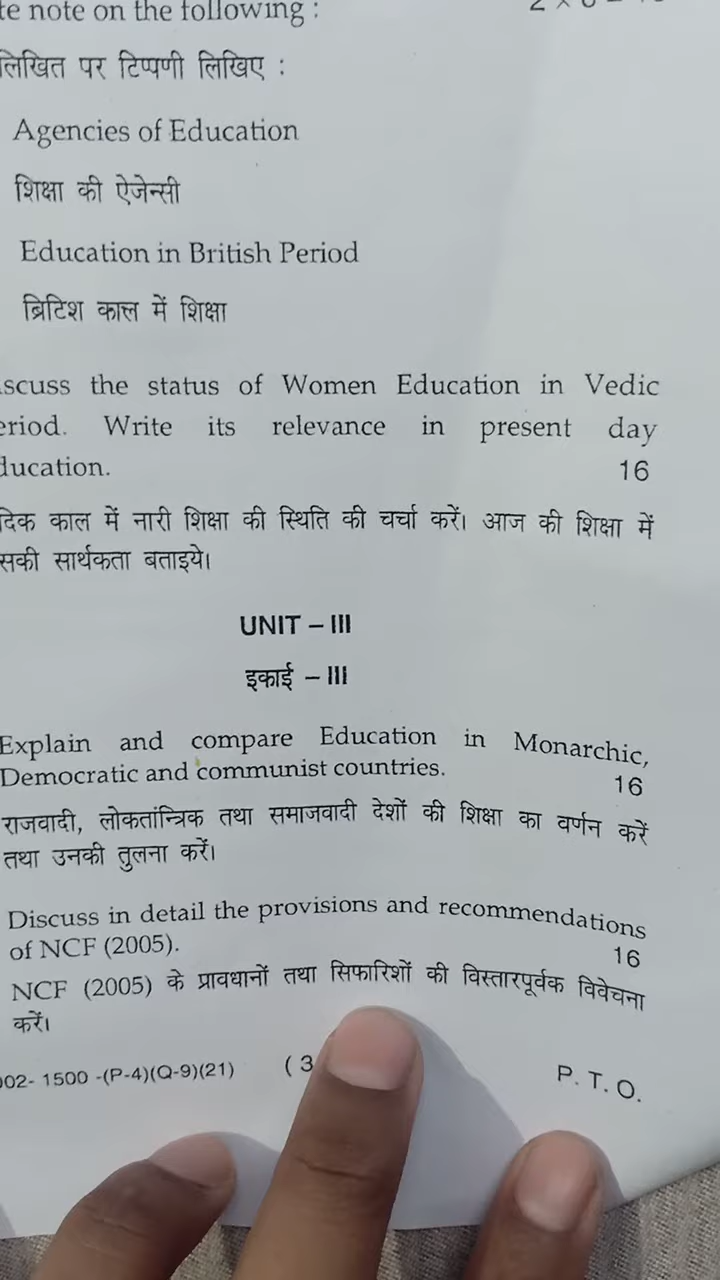 te note on the following :
लिखित पर टिप्पणी लिखिए :
Agencies of Education
शिक्षा की ऐजेन्सी
Education in British Period
ब्रिटिश काल में शिक्षा
scuss the status of Women Education in Vedic
eriod. Write its relevance in present day
ducation. 16
दिक काल में नारी शिक्षा की स्थिति की चर्चा करें। आज की शिक्षा में
सकी सार्थकता बताइये।
UNIT – III
इकाई – III
Explain and compare Education in Monarchic,
Democratic and communist countries. 16
राजवादी, लोकतांन्त्रिक तथा समाजवादी देशों की शिक्षा का वर्णन करें
तथा उनकी तुलना करें।
Discuss in detail the provisions and recommendations
of NCF (2005). 16
NCF (2005) के प्रावधानों तथा सिफारिशों की विस्तारपूर्वक विवेचना
करें।
002- 1500 -(P-4)(Q-9)(21) ( 3 P. T. O.